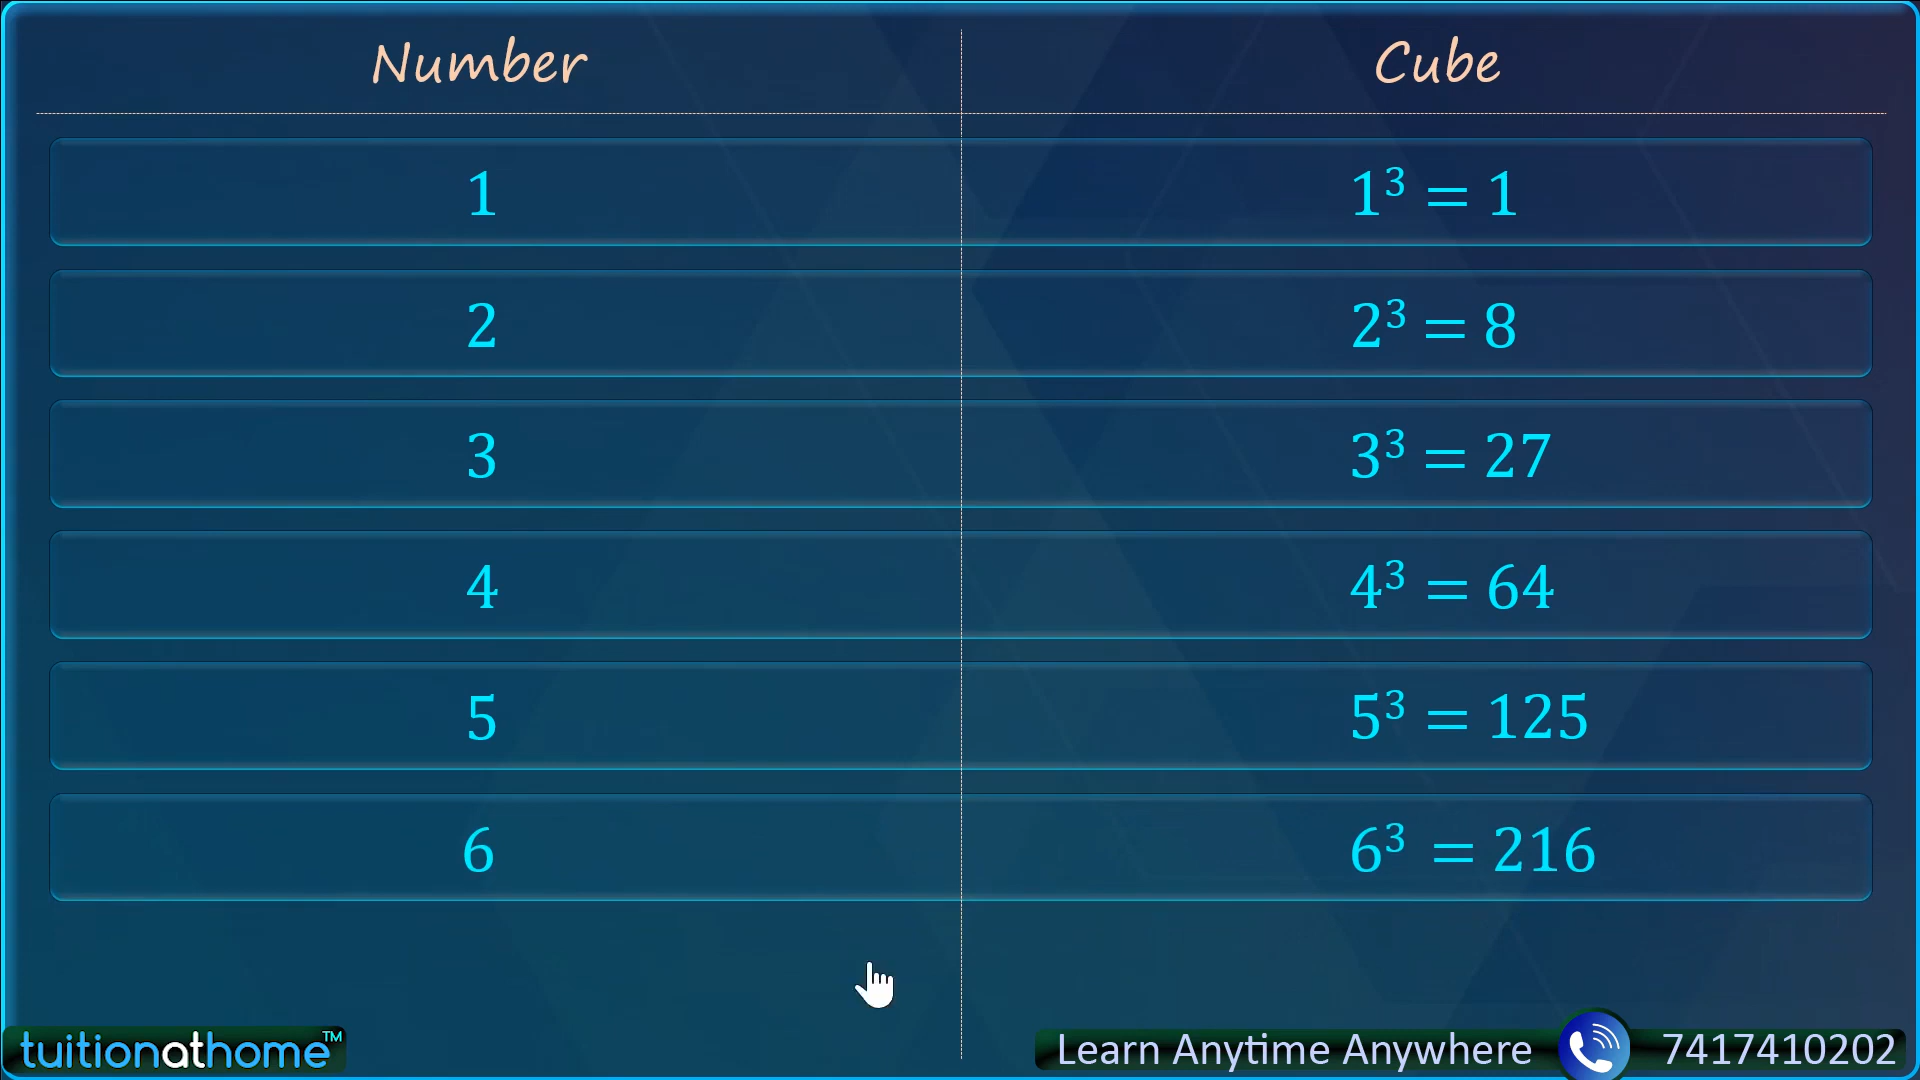 Number Cube
1 1³ = 1
2 2³ = 8
3 3³ = 27
4 4³ = 64
5 5³ = 125
6 6³ = 216
tuitionathome™ Learn Anytime Anywhere 7417410202